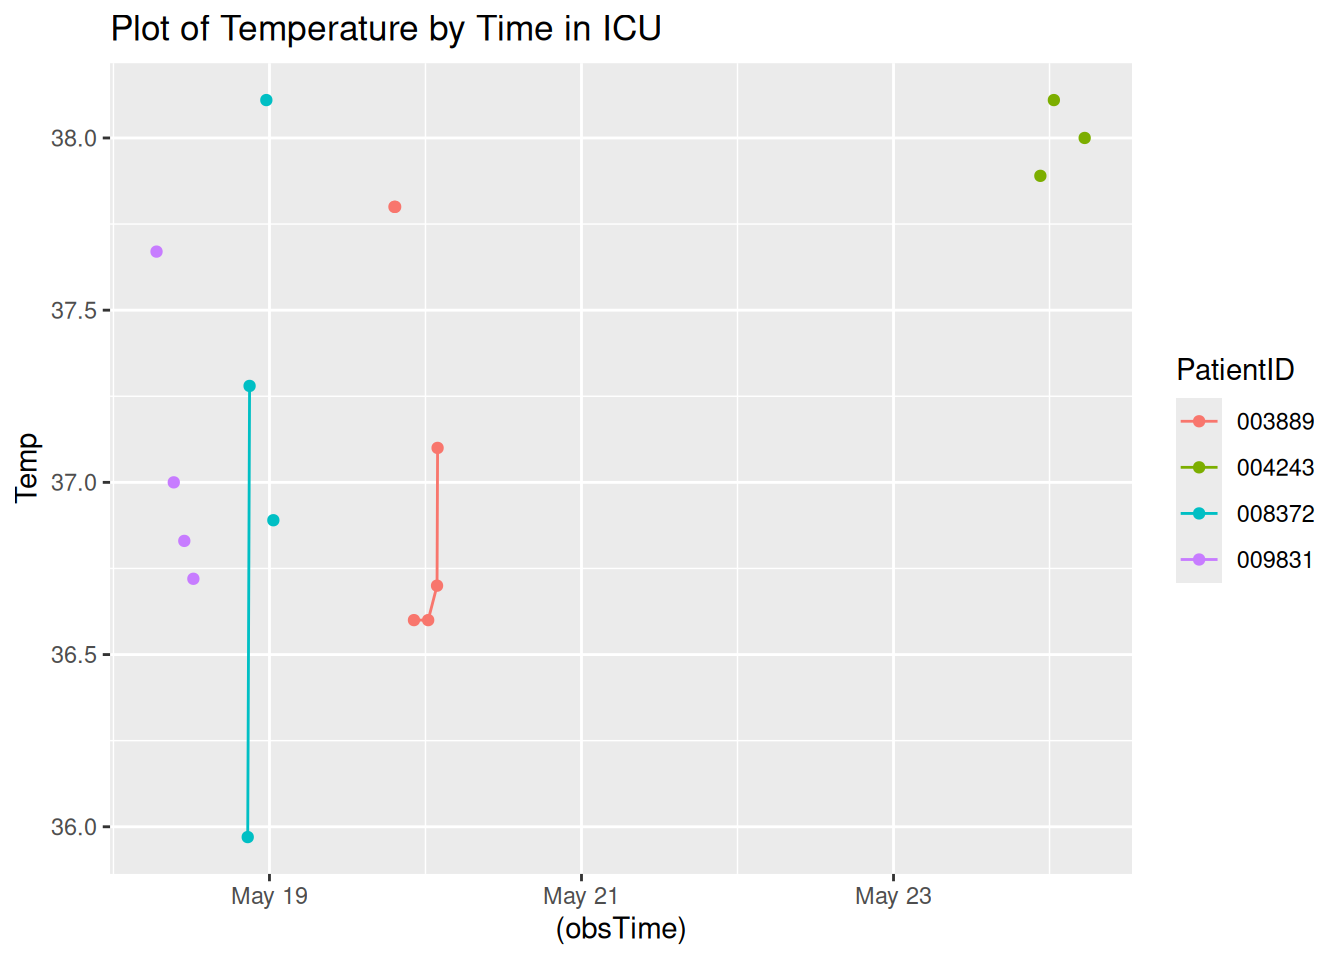 Plot of Temperature by Time in ICU
38.0
37.5
37.0
36.5
36.0
Temp
May 19
May 21
May 23
(obsTime)
PatientID
003889
004243
008372
009831